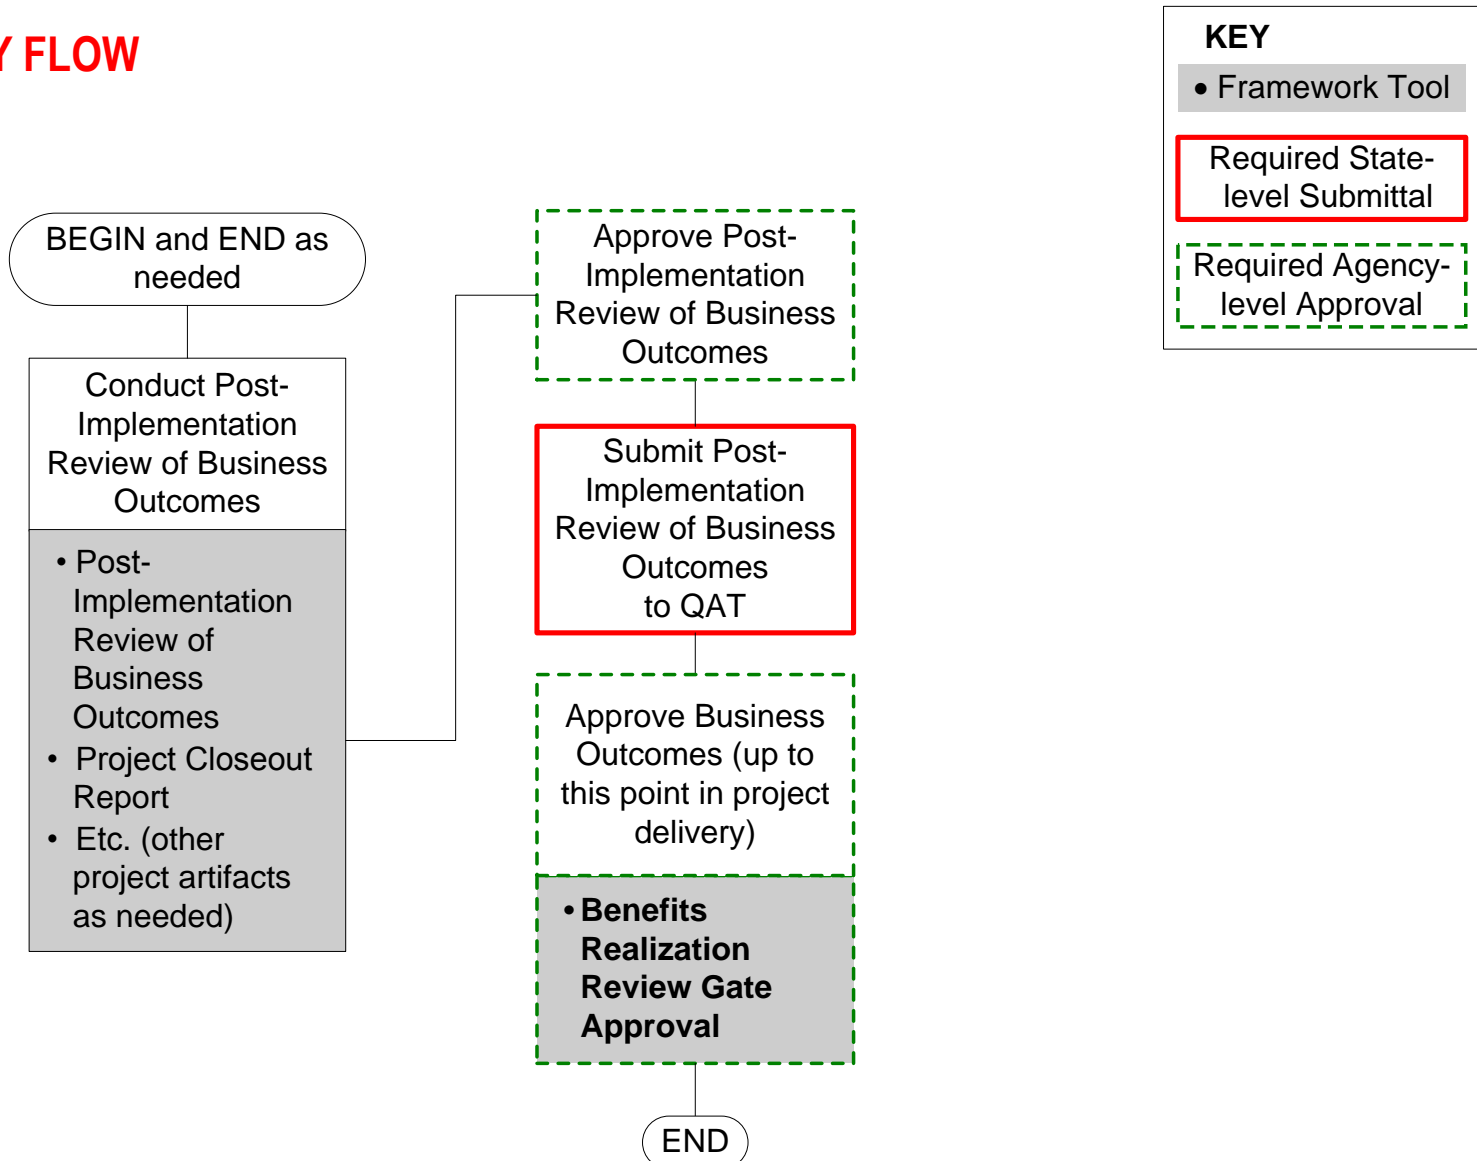 Y FLOW
KEY
• Framework Tool
Required State-
level Submittal
Required Agency-
level Approval
BEGIN and END as
needed
Conduct Post-
Implementation
Review of Business
Outcomes
• Post-
Implementation
Review of
Business
Outcomes
• Project Closeout
Report
• Etc. (other
project artifacts
as needed)
Approve Post-
Implementation
Review of Business
Outcomes
Submit Post-
Implementation
Review of Business
Outcomes
to QAT
Approve Business
Outcomes (up to
this point in project
delivery)
• Benefits
Realization
Review Gate
Approval
END